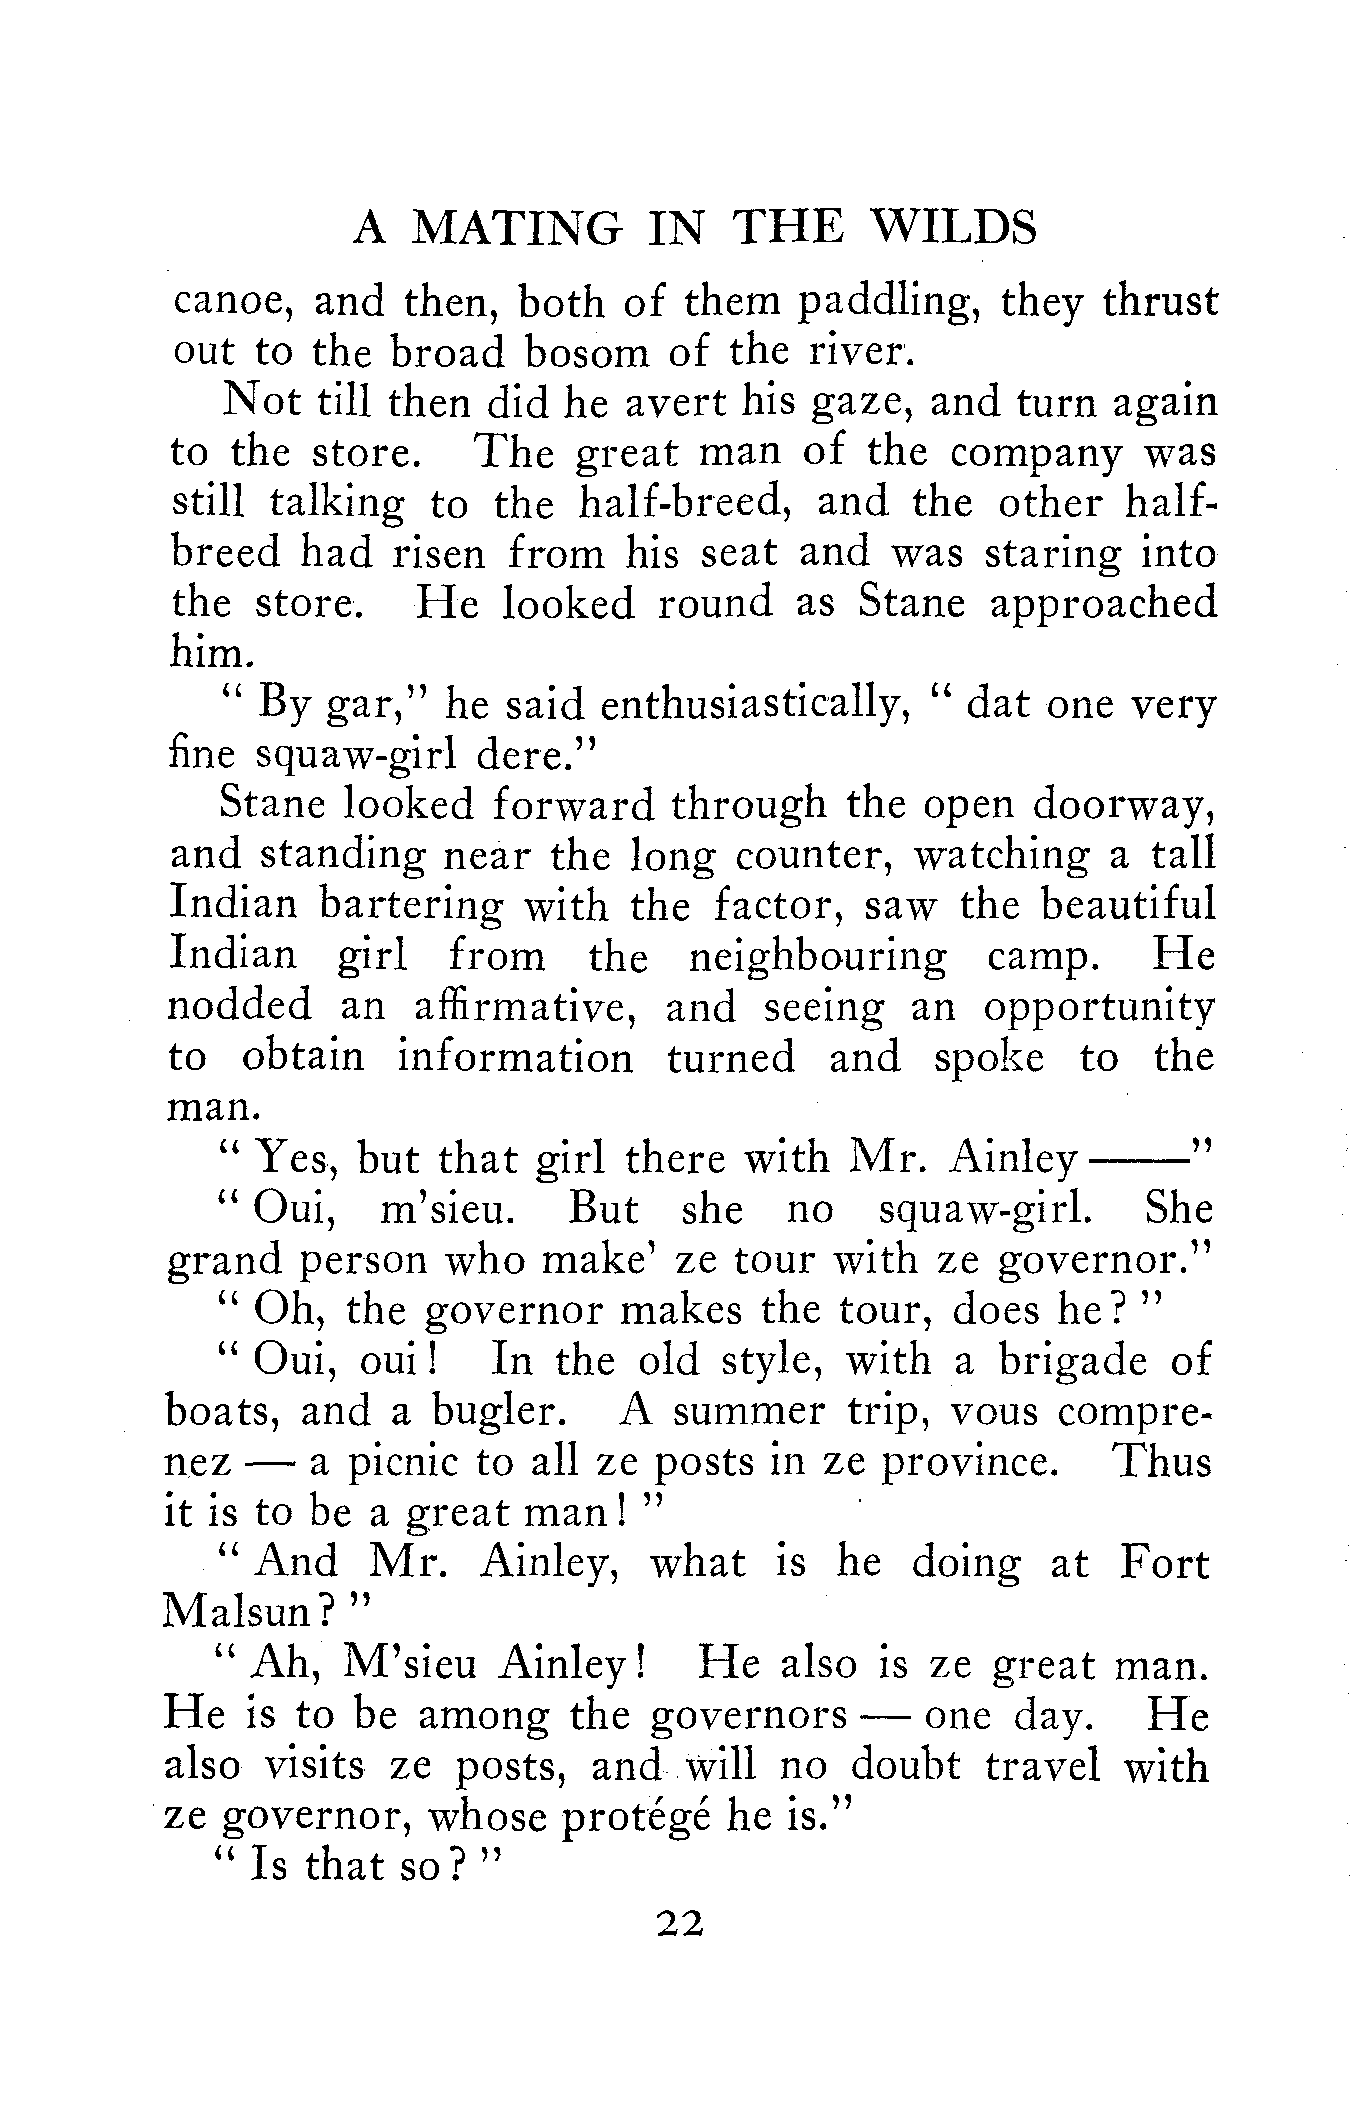 A MATING IN THE WILDS
canoe, and then, both of them paddling, they thrust
out to the broad bosom of the river.
Not till then did he avert his gaze, and turn again
to the store. The great man of the company was
still talking to the half-breed, and the other half-
breed had risen from his seat and was staring into
the store. He looked round as Stane approached
him.
“ By gar,” he said enthusiastically, “ dat one very
fine squaw-girl dere.”
Stane looked forward through the open doorway,
and standing near the long counter, watching a tall
Indian bartering with the factor, saw the beautiful
Indian girl from the neighbouring camp. He
nodded an affirmative, and seeing an opportunity
to obtain information turned and spoke to the
man.
“ Yes, but that girl there with Mr. Ainley ——”
“ Oui, m’sieu. But she no squaw-girl. She
grand person who make’ ze tour with ze governor.”
“ Oh, the governor makes the tour, does he? ”
“ Oui, oui! In the old style, with a brigade of
boats, and a bugler. A summer trip, vous compre-
nez — a picnic to all ze posts in ze province. Thus
it is to be a great man! ”
“ And Mr. Ainley, what is he doing at Fort
Malsun? ”
“ Ah, M’sieu Ainley! He also is ze great man.
He is to be among the governors — one day. He
also visits ze posts, and will no doubt travel with
ze governor, whose protégé he is.”
“ Is that so? ”
22